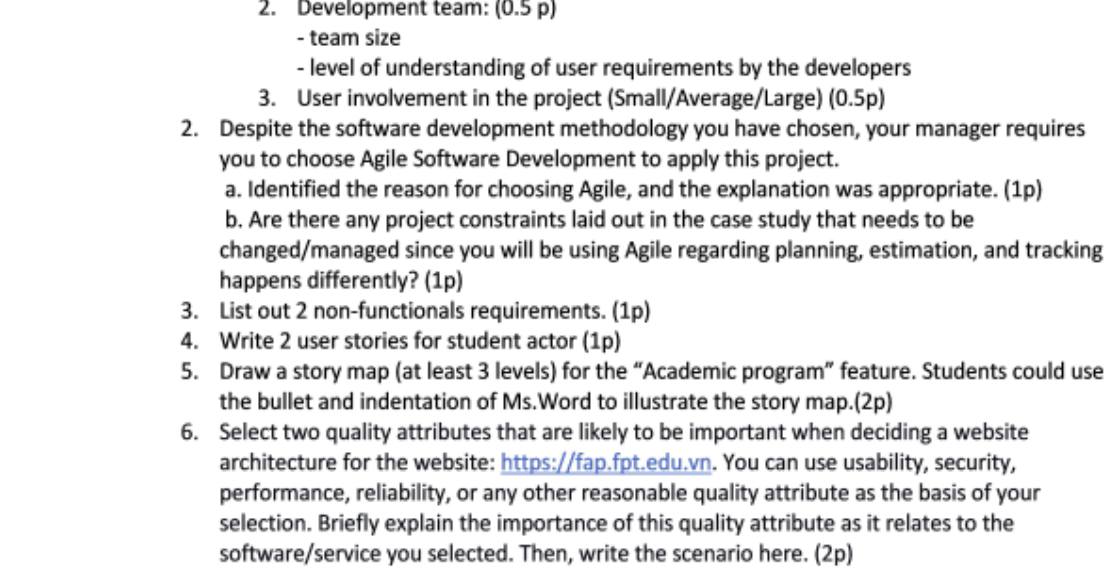 2. Development team: (0.5 p)
- team size
- level of understanding of user requirements by the developers
3. User involvement in the project (Small/Average/Large) (0.5p)
2. Despite the software development methodology you have chosen, your manager requires
you to choose Agile Software Development to apply this project.
a. Identified the reason for choosing Agile, and the explanation was appropriate. (1p)
b. Are there any project constraints laid out in the case study that needs to be
changed/managed since you will be using Agile regarding planning, estimation, and tracking
happens differently? (1p)
3. List out 2 non-functionals requirements. (1p)
4. Write 2 user stories for student actor (1p)
5. Draw a story map (at least 3 levels) for the “Academic program” feature. Students could use
the bullet and indentation of Ms.Word to illustrate the story map.(2p)
6. Select two quality attributes that are likely to be important when deciding a website
architecture for the website: https://fap.fpt.edu.vn. You can use usability, security,
performance, reliability, or any other reasonable quality attribute as the basis of your
selection. Briefly explain the importance of this quality attribute as it relates to the
software/service you selected. Then, write the scenario here. (2p)